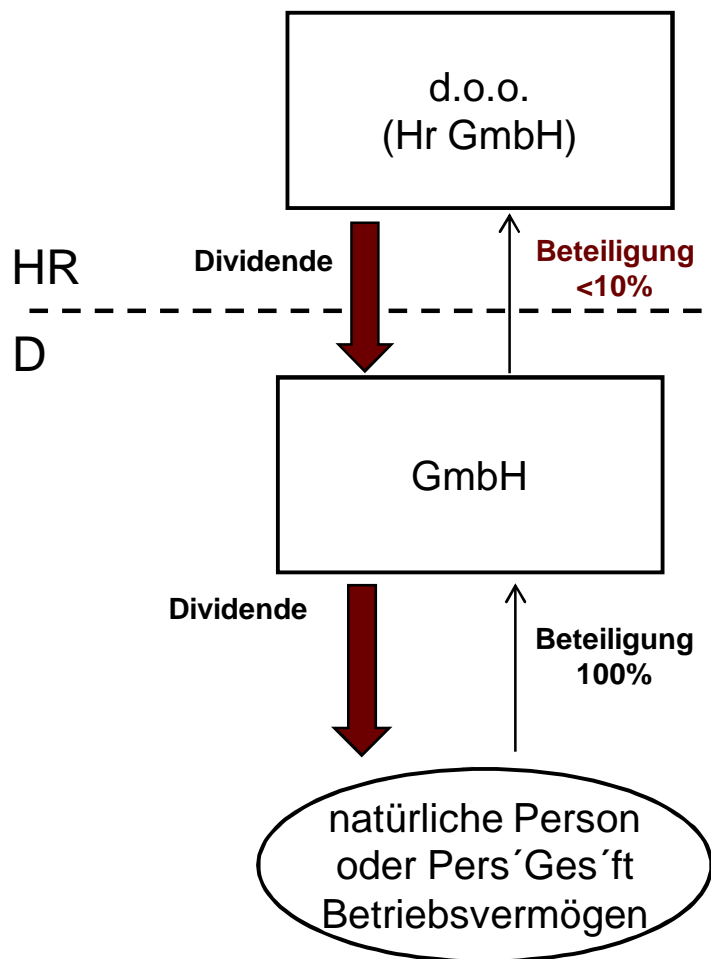 d.o.o.
(Hr GmbH)
HR
Dividende
Beteiligung
<10%
D
GmbH
Dividende
Beteiligung
100%
natürliche Person
oder Pers´Ges´ft
Betriebsvermögen